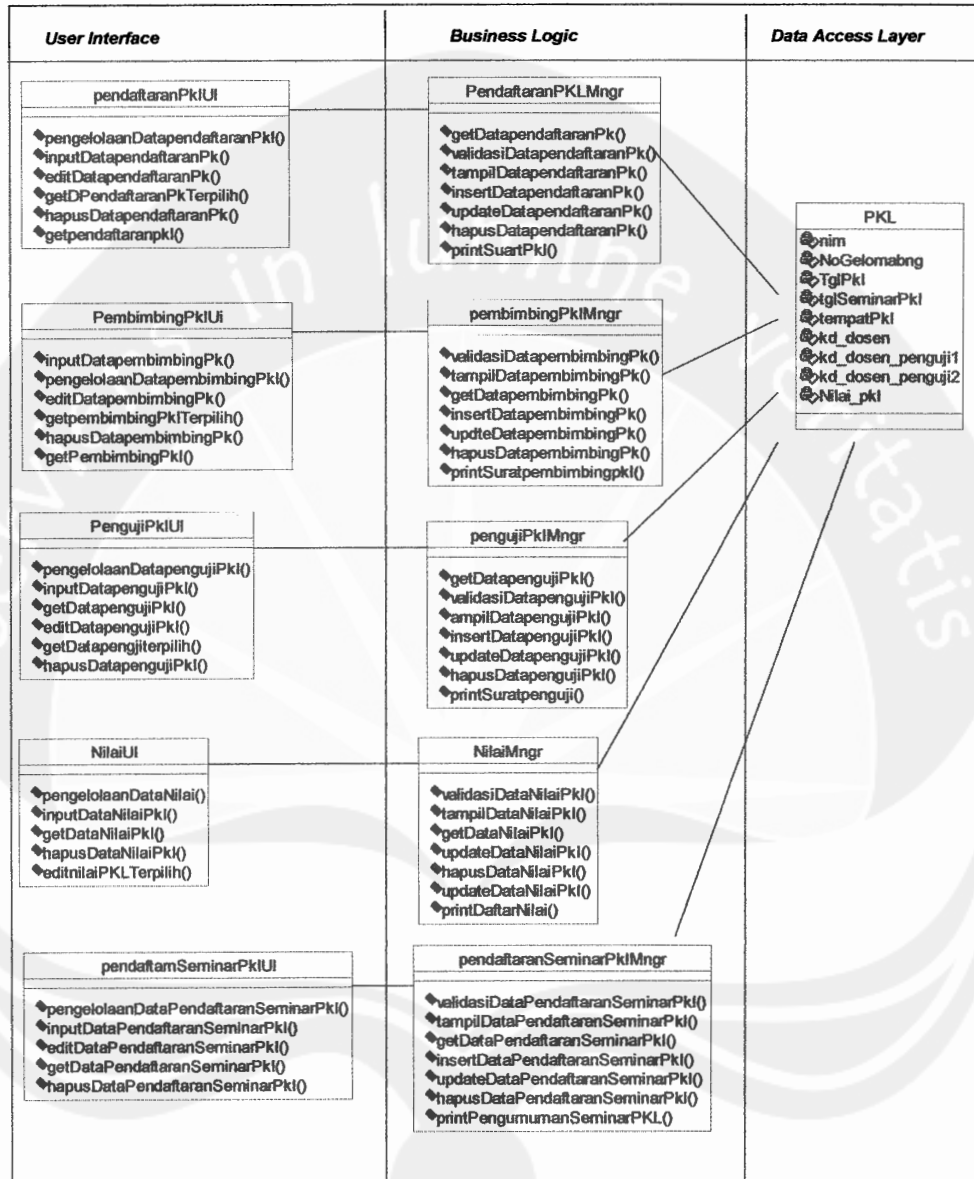 User Interface
Business Logic
Data Access Layer
pendaftaranPklUI
pengelolaanDatapendaftaranPkl()
inputDatapendaftaranPk()
editDatapendaftaranPk()
getDPendaftaranPkTerpilih()
hapusDatapendaftaranPk()
getpendaftaranpkl()
PendaftaranPKLMngr
getDatapendaftaranPk()
validasiDatapendaftaranPk()
tampilDatapendaftaranPk()
insertDatapendaftaranPk()
updateDatapendaftaranPk()
hapusDatapendaftaranPk()
printSuartPkl()
PKL
nim
NoGelomabng
TglPkl
tglSeminarPkl
tempatPkl
kd_dosen
kd_dosen_penguji1
kd_dosen_penguji2
Nilai_pkl
PembimbingPklUi
inputDatapembimbingPk()
pengelolaanDatapembimbingPkl()
editDatapembimbingPk()
getpembimbingPklTerpilih()
hapusDatapembimbingPk()
getPembimbingPkl()
pembimbingPklMngr
validasiDatapembimbingPk()
tampilDatapembimbingPk()
getDatapembimbingPk()
insertDatapembimbingPk()
updteDatapembimbingPk()
hapusDatapembimbingPk()
printSuratpembimbingpkl()
PengujiPklUI
pengelolaanDatapengujiPkl()
inputDatapengujiPkl()
getDatapengujiPkl()
editDatapengujiPkl()
getDatapengjiterpilih()
hapusDatapengujiPkl()
pengujiPklMngr
getDatapengujiPkl()
validasiDatapengujiPkl()
ampilDatapengujiPkl()
insertDatapengujiPkl()
updateDatapengujiPkl()
hapusDatapengujiPkl()
printSuratpenguji()
NilaiUI
pengelolaanDataNilai()
inputDataNilaiPkl()
getDataNilaiPkl()
hapusDataNilaiPkl()
editnilaiPKLTerpilih()
NilaiMngr
validasiDataNilaiPkl()
tampilDataNilaiPkl()
getDataNilaiPkl()
updateDataNilaiPkl()
hapusDataNilaiPkl()
updateDataNilaiPkl()
printDaftarNilai()
pendaftarnSeminarPklUI
pengelolaanDataPendaftaranSeminarPkl()
inputDataPendaftaranSeminarPkl()
editDataPendaftaranSeminarPkl()
getDataPendaftaranSeminarPkl()
hapusDataPendaftaranSeminarPkl()
pendaftaranSeminarPklMngr
validasiDataPendaftaranSeminarPkl()
tampilDataPendaftaranSeminarPkl()
getDataPendaftaranSeminarPkl()
insertDataPendaftaranSeminarPkl()
updateDataPendaftaranSeminarPkl()
hapusDataPendaftaranSeminarPkl()
printPengumumanSeminarPKL()
in lumine veritatis